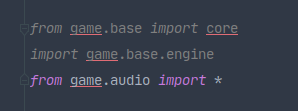 from game.base import core
import game.base.engine
from game.audio import *